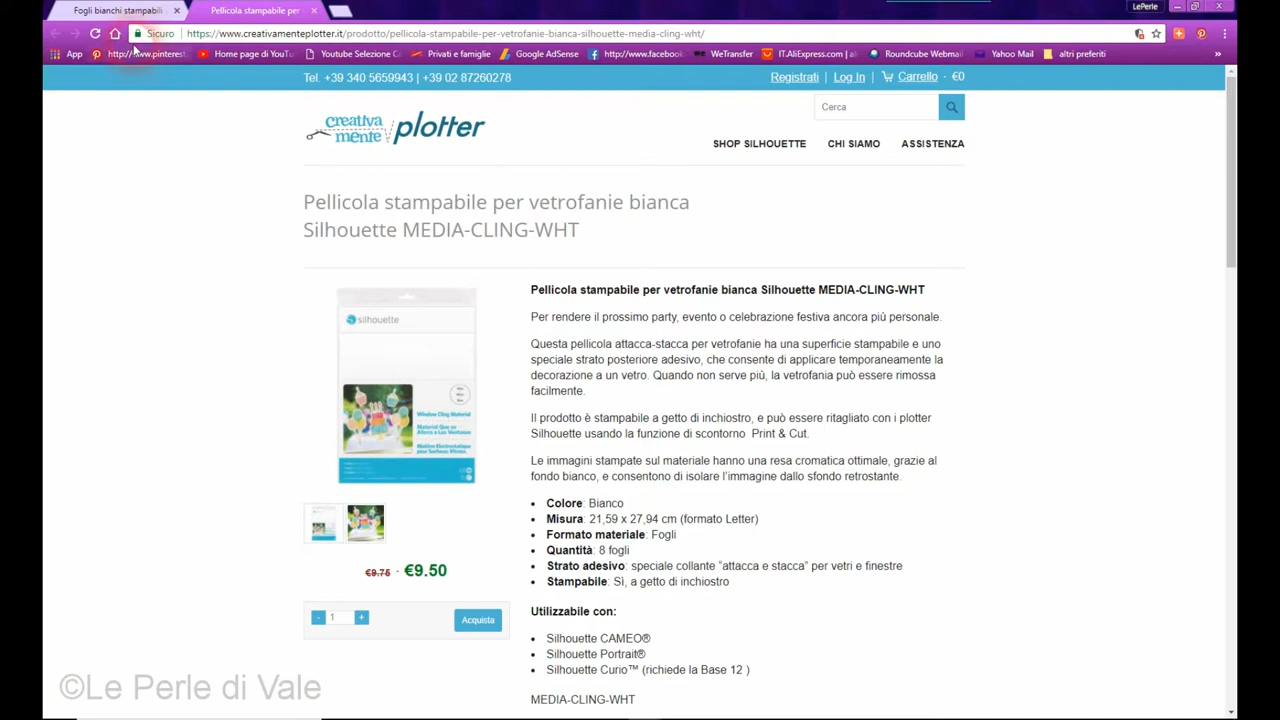 Fogli bianchi stampabili
Pellicola stampabile per
LePerle
Sicuro
https://www.creativamenteplotter.it/prodotto/pellicola-stampabile-per-vetrofanie-bianca-silhouette-media-cling-wht/
App
http://www.pinterest
Home page di YouTu
Youtube Selezione C
Privati e famiglie
Google AdSense
http://www.facebook
WeTransfer
IT.AliExpress.com |
Roundcube Webmail
Yahoo Mail
altri preferiti
Tel. +39 340 5659943 | +39 02 87260278
Registrati | Log In | Carrello - €0
creativa
mente plotter
Cerca
SHOP SILHOUETTE CHI SIAMO ASSISTENZA
Pellicola stampabile per vetrofanie bianca
Silhouette MEDIA-CLING-WHT
silhouette
Window Cling Material
Pellicola stampabile per vetrofanie bianca Silhouette MEDIA-CLING-WHT
Per rendere il prossimo party, evento o celebrazione festiva ancora più personale.
Questa pellicola attacca-stacca per vetrofanie ha una superficie stampabile e uno
speciale strato posteriore adesivo, che consente di applicare temporaneamente la
decorazione a un vetro. Quando non serve più, la vetrofania può essere rimossa
facilmente.
Il prodotto è stampabile a getto di inchiostro, e può essere ritagliato con i plotter
Silhouette usando la funzione di scontorno Print & Cut.
Le immagini stampate sul materiale hanno una resa cromatica ottimale, grazie al
fondo bianco, e consentono di isolare l'immagine dallo sfondo retrostante.
• Colore: Bianco
• Misura: 21,59 x 27,94 cm (formato Letter)
• Formato materiale: Fogli
• Quantità: 8 fogli
• Strato adesivo: speciale collante “attacca e stacca” per vetri e finestre
• Stampabile: Sì, a getto di inchiostro
€9.75 - €9.50
- 1 +
Acquista
Utilizzabile con:
• Silhouette CAMEO®
• Silhouette Portrait®
• Silhouette Curio™ (richiede la Base 12 )
MEDIA-CLING-WHT
©Le Perle di Vale